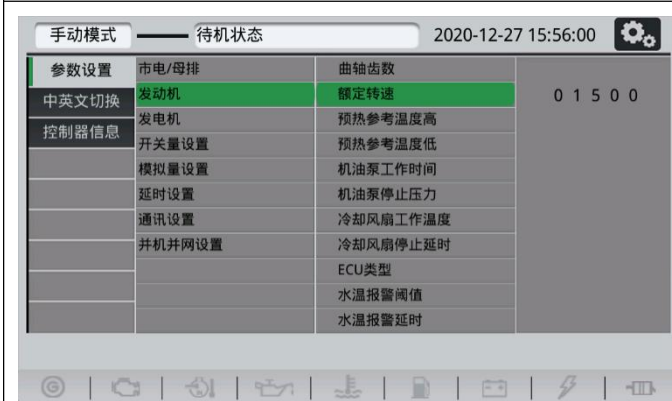 手动模式 待机状态 2020-12-27 15:56:00
参数设置 市电/母排 曲轴齿数
中英文切换 发动机 额定转速 0 1 5 0 0
控制器信息 发电机 预热参考温度高
开关量设置 预热参考温度低
模拟量设置 机油泵工作时间
延时设置 机油泵停止压力
通讯设置 冷却风扇工作温度
并机并网设置 冷却风扇停止延时
ECU类型
水温报警阈值
水温报警延时
G